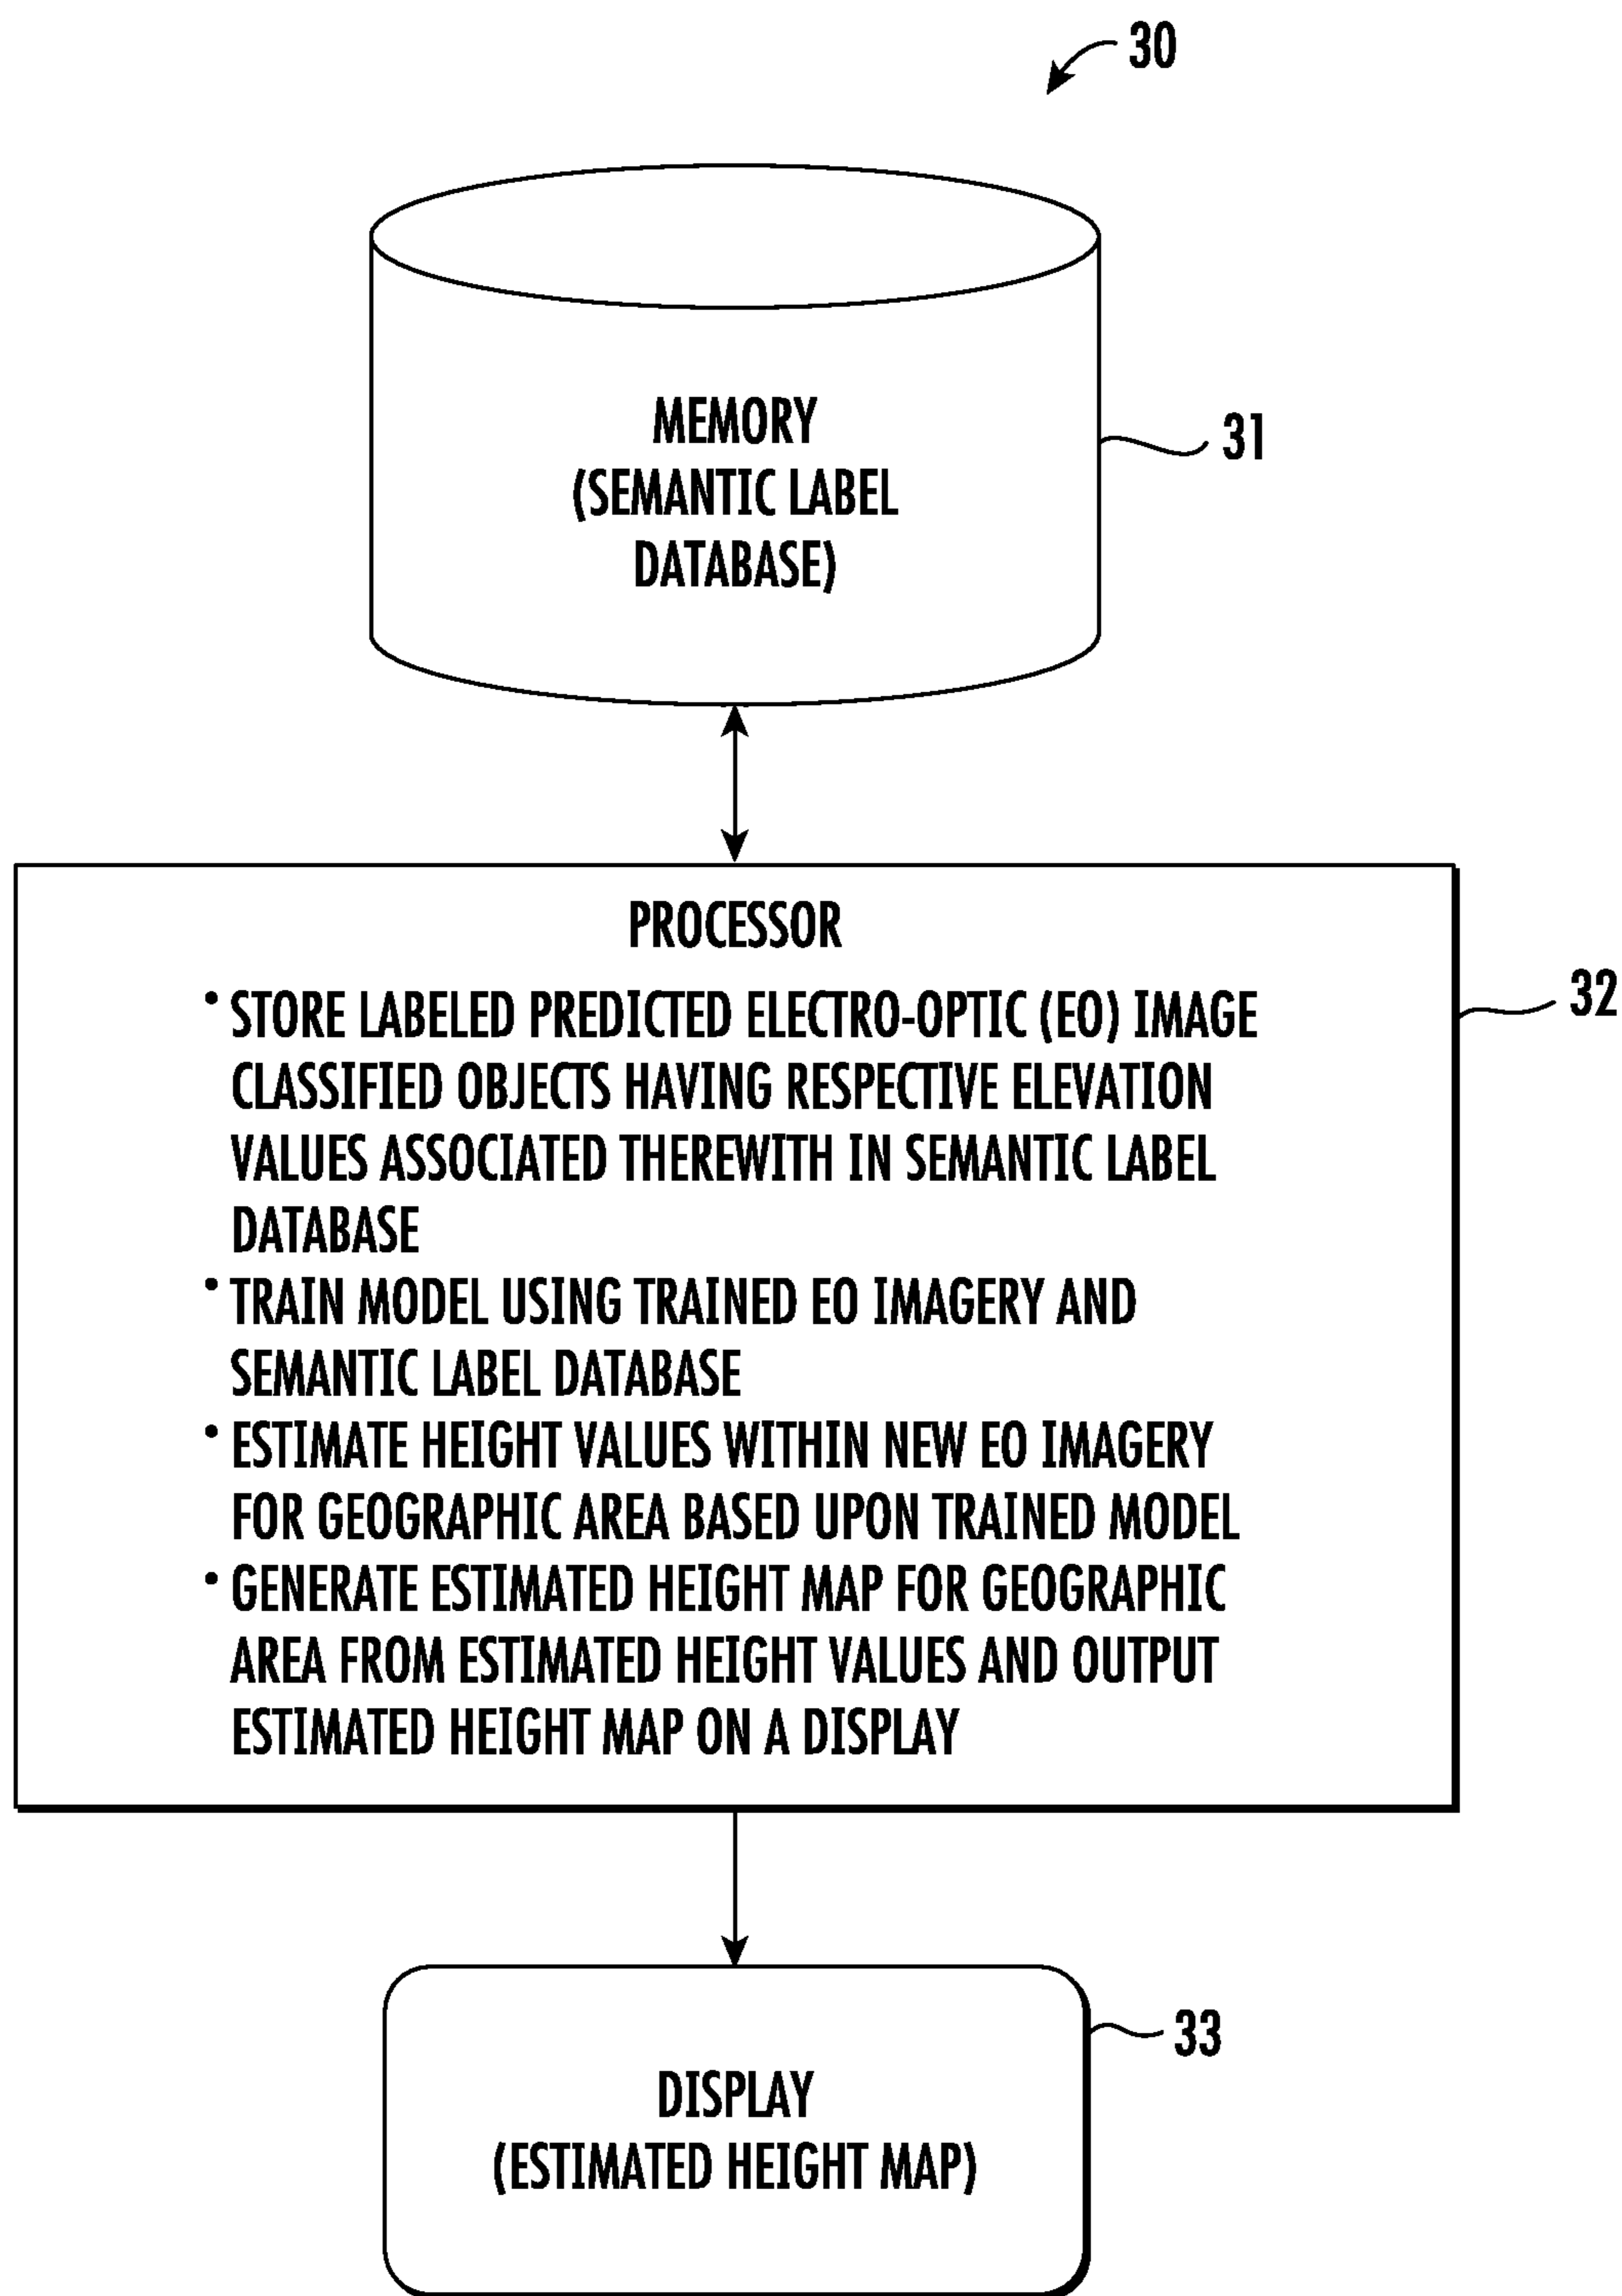 30
MEMORY
(SEMANTIC LABEL
DATABASE)
31
PROCESSOR
• STORE LABELED PREDICTED ELECTRO-OPTIC (EO) IMAGE
CLASSIFIED OBJECTS HAVING RESPECTIVE ELEVATION
VALUES ASSOCIATED THEREWITH IN SEMANTIC LABEL
DATABASE
• TRAIN MODEL USING TRAINED EO IMAGERY AND
SEMANTIC LABEL DATABASE
• ESTIMATE HEIGHT VALUES WITHIN NEW EO IMAGERY
FOR GEOGRAPHIC AREA BASED UPON TRAINED MODEL
• GENERATE ESTIMATED HEIGHT MAP FOR GEOGRAPHIC
AREA FROM ESTIMATED HEIGHT VALUES AND OUTPUT
ESTIMATED HEIGHT MAP ON A DISPLAY
32
DISPLAY
(ESTIMATED HEIGHT MAP)
33